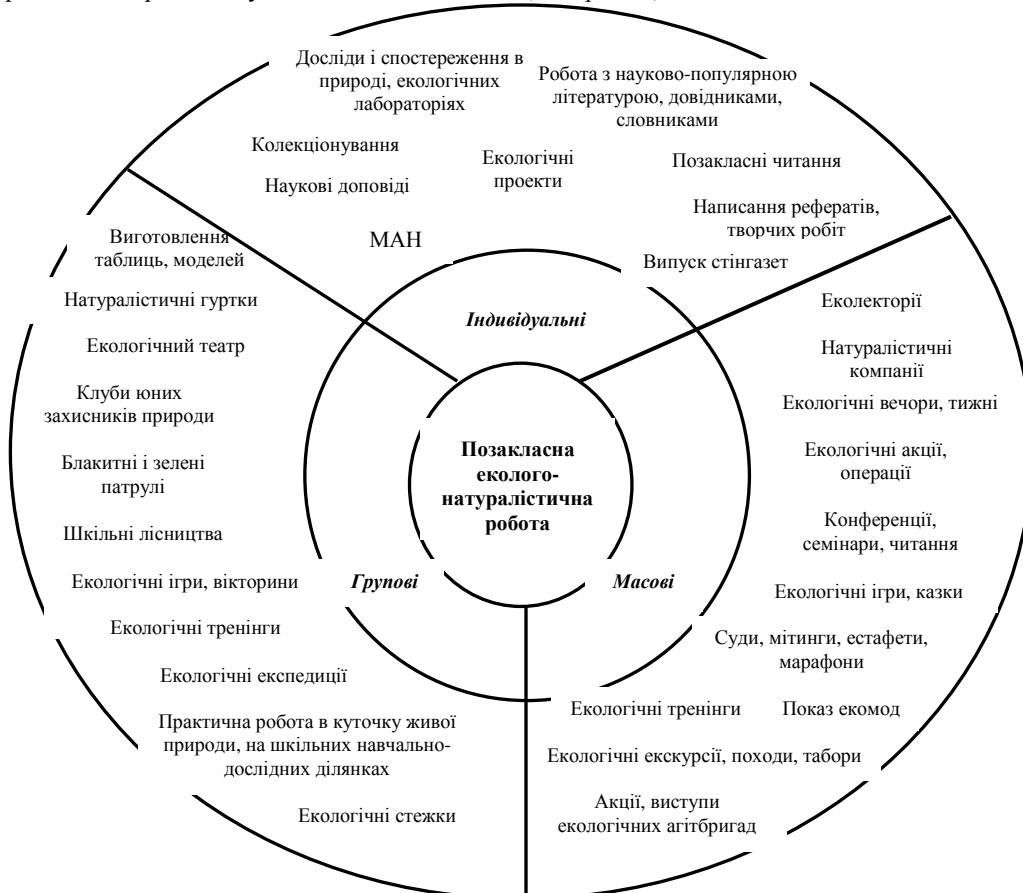 Досліди і спостереження в
природі, екологічних
лабораторіях
Робота з науково-популярною
літературою, довідниками,
словниками
Колекціонування
Екологічні
проекти
Позакласні читання
Наукові доповіді
Написання рефератів,
творчих робіт
МАН
Випуск стінгазет
Індивідуальні
Виготовлення
таблиць, моделей
Натуралістичні гуртки
Екологічний театр
Клуби юних
захисників природи
Блакитні і зелені
патрулі
Шкільні лісництва
Екологічні ігри, вікторини
Екологічні тренінги
Екологічні експедиції
Практична робота в куточку живої
природи, на шкільних навчально-
дослідних ділянках
Екологічні стежки
Групові
Позакласна
еколого-
натуралістична
робота
Масові
Еколекторії
Натуралістичні
компанії
Екологічні вечори, тижні
Екологічні акції,
операції
Конференції,
семінари, читання
Екологічні ігри, казки
Суди, мітинги, естафети,
марафони
Екологічні тренінги
Показ екомод
Екологічні екскурсії, походи, табори
Акції, виступи
екологічних агітбригад